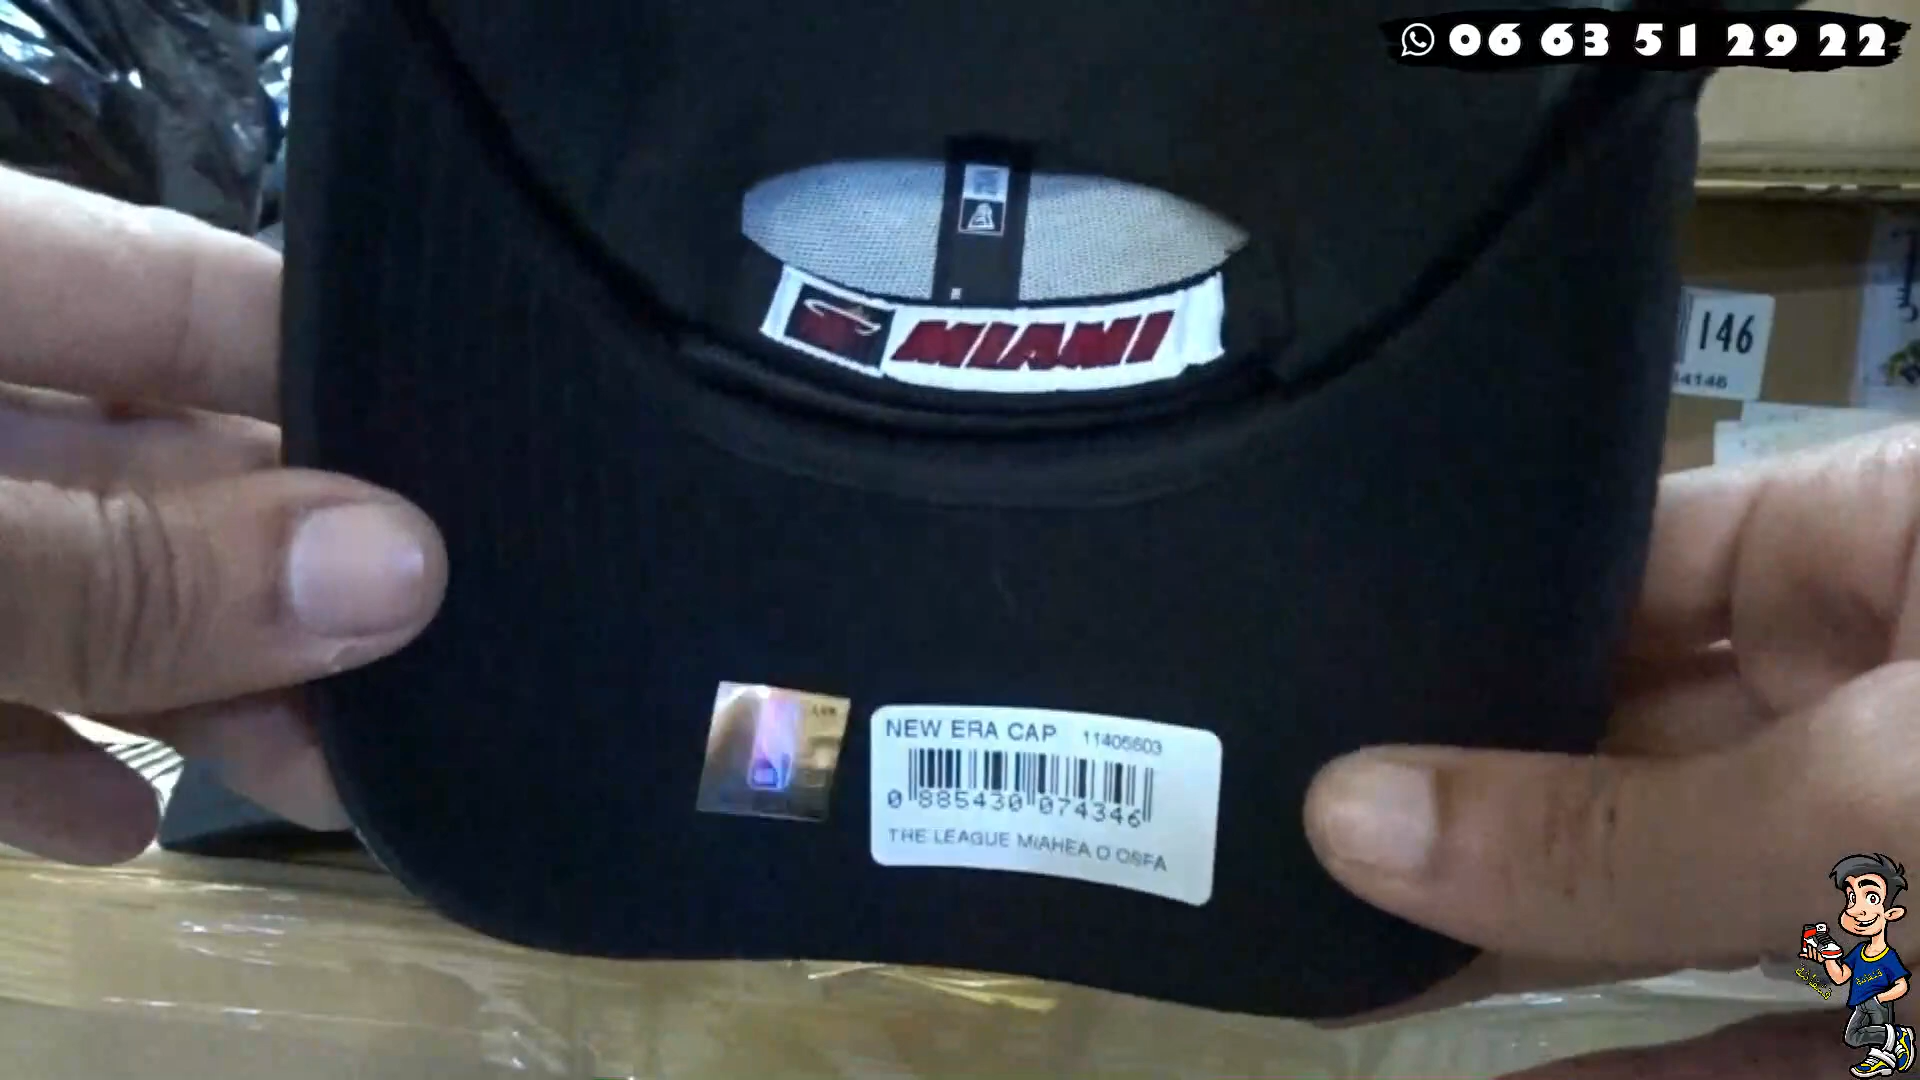 06 63 51 29 22
MIAMI
146
NEW ERA CAP 11405603
0 885430 074346
THE LEAGUE MIAHEA O OSFA